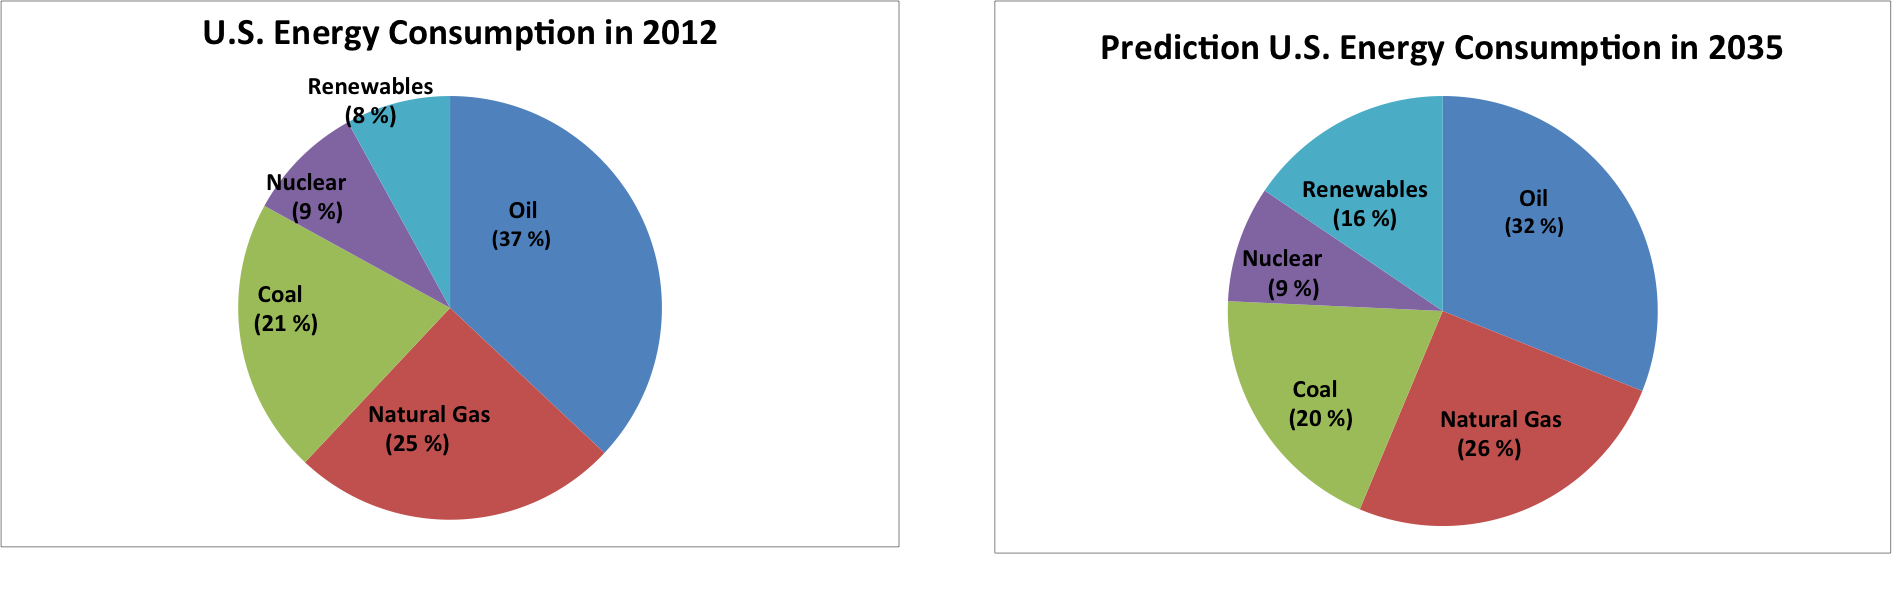 U.S. Energy Consumption in 2012
Renewables
(8 %)
Nuclear
(9 %)
Oil
(37 %)
Coal
(21 %)
Natural Gas
(25 %)
Prediction U.S. Energy Consumption in 2035
Renewables
(16 %)
Oil
(32 %)
Nuclear
(9 %)
Coal
(20 %)
Natural Gas
(26 %)